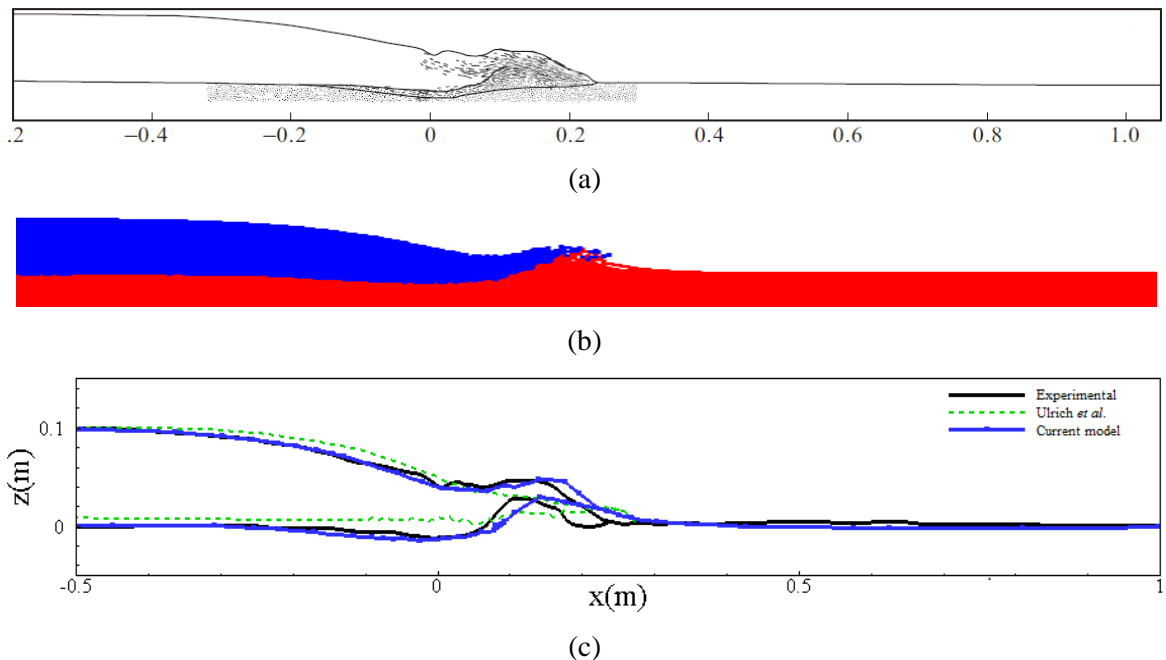 .2 −0.4 −0.2 0 0.2 0.4 0.6 0.8 1.0
(a)
(b)
Experimental
Ulrich et al.
Current model
0.1
z(m)
0
-0.5 0 0.5 1
x(m)
(c)